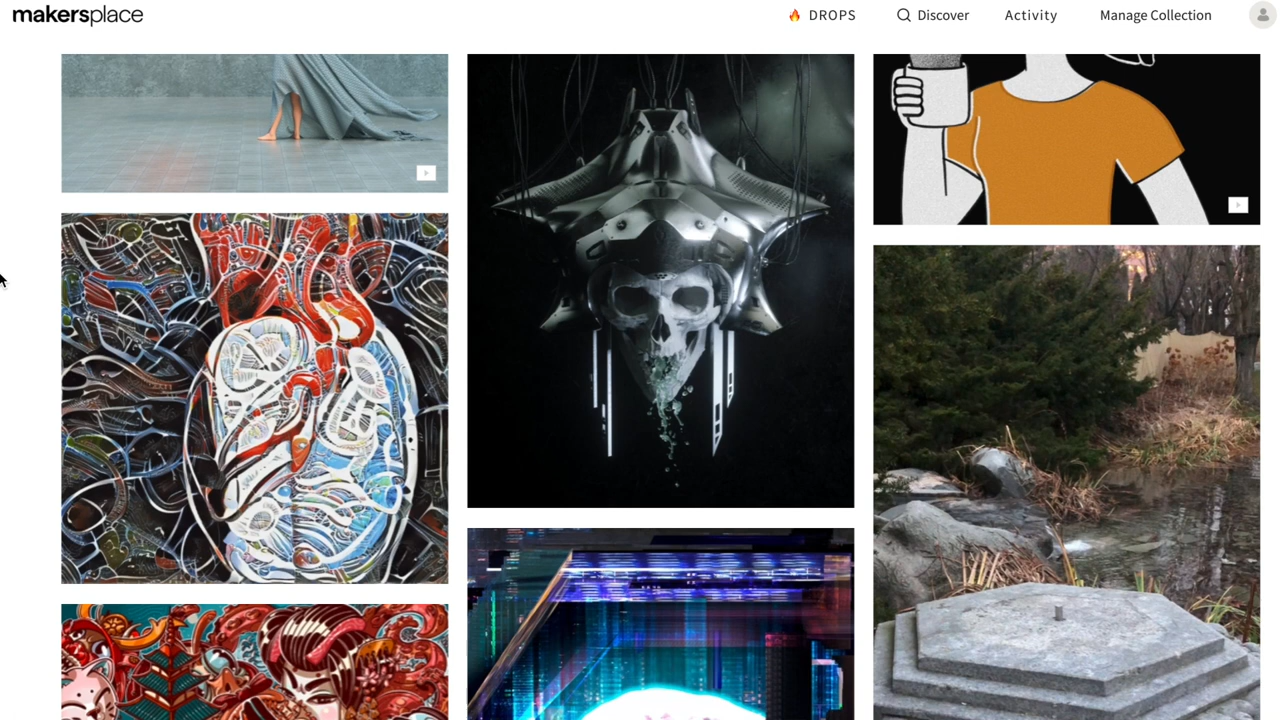 makersplace
DROPS
Discover
Activity
Manage Collection